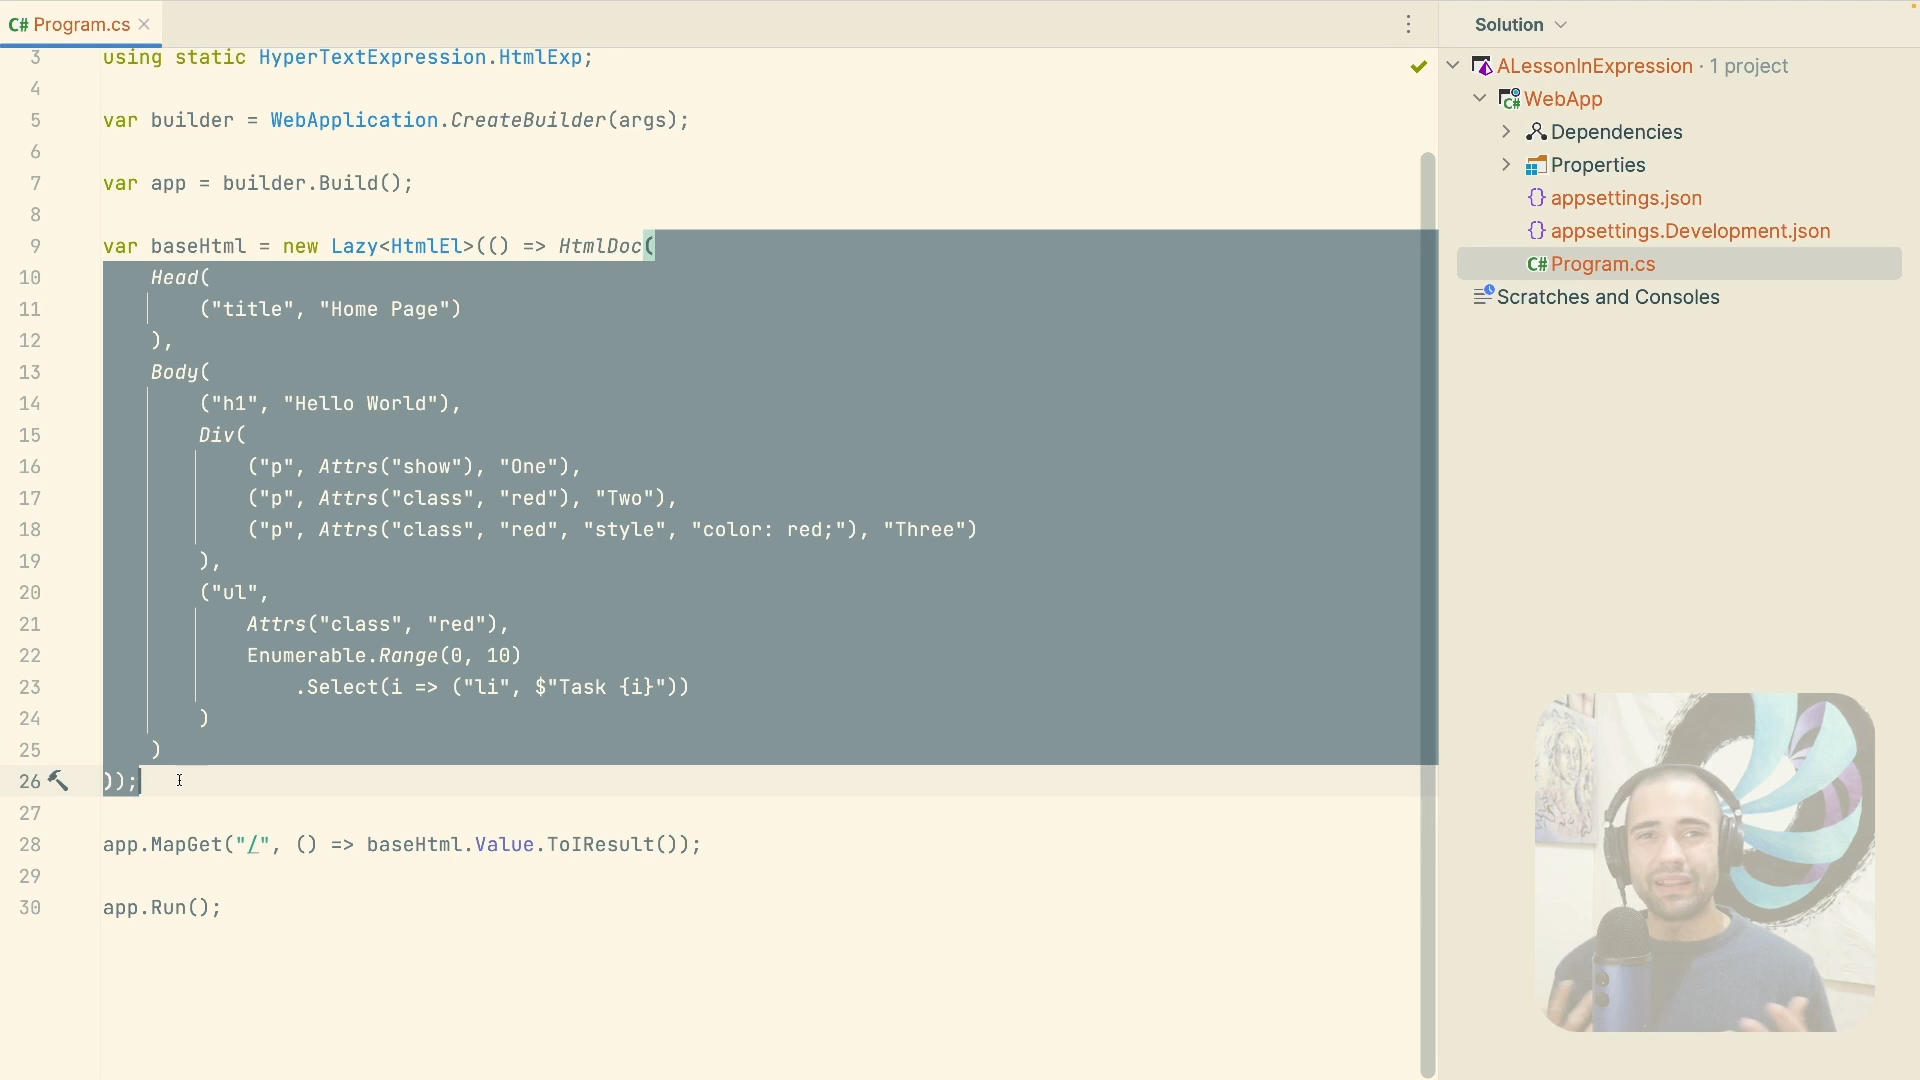 C# Program.cs
Solution
3 using static HyperTextExpression.HtmlExp;
4
5 var builder = WebApplication.CreateBuilder(args);
6
7 var app = builder.Build();
8
9 var baseHtml = new Lazy<HtmlEl>(() => HtmlDoc(
10 Head(
11 ("title", "Home Page")
12 ),
13 Body(
14 ("h1", "Hello World"),
15 Div(
16 ("p", Attrs("show"), "One"),
17 ("p", Attrs("class", "red"), "Two"),
18 ("p", Attrs("class", "red", "style", "color: red;"), "Three")
19 ),
20 ("ul",
21 Attrs("class", "red"),
22 Enumerable.Range(0, 10)
23 .Select(i => ("li", $"Task {i}"))
24 )
25 )
26 ));
27
28 app.MapGet("/", () => baseHtml.Value.ToIResult());
29
30 app.Run();
ALessonInExpression · 1 project
C# WebApp
Dependencies
Properties
{} appsettings.json
{} appsettings.Development.json
C# Program.cs
Scratches and Consoles